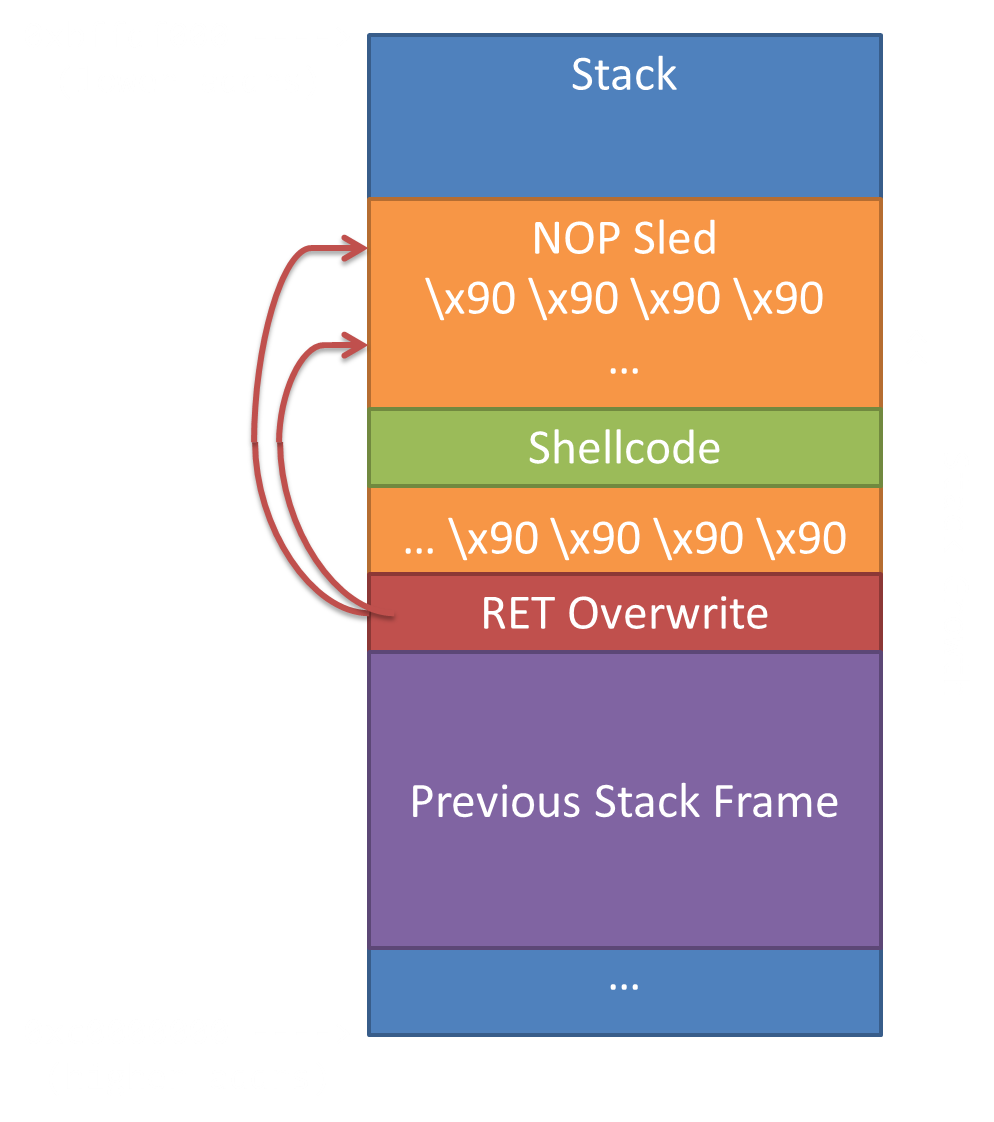 Stack
NOP Sled
\x90 \x90 \x90 \x90
...
Shellcode
... \x90 \x90 \x90 \x90
RET Overwrite
Previous Stack Frame
...